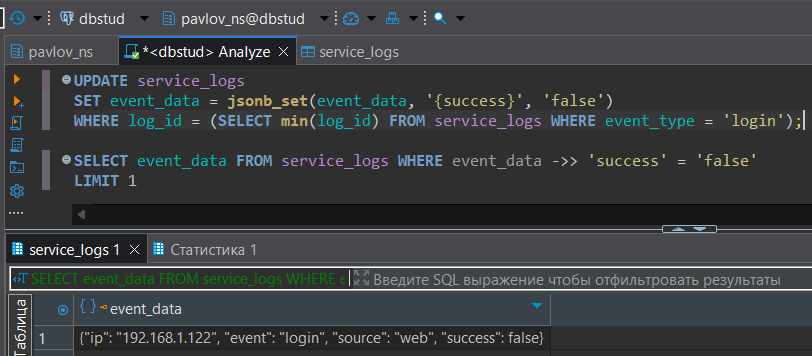 dbstud
pavlov_ns@dbstud
pavlov_ns
*<dbstud> Analyze
service_logs
UPDATE service_logs
SET event_data = jsonb_set(event_data, '{success}', 'false')
WHERE log_id = (SELECT min(log_id) FROM service_logs WHERE event_type = 'login');
SELECT event_data FROM service_logs WHERE event_data ->> 'success' = 'false'
LIMIT 1
service_logs 1
Статистика 1
SELECT event_data FROM service_logs WHERE
Введите SQL выражение чтобы отфильтровать результаты
Таблица
event_data
1
{"ip": "192.168.1.122", "event": "login", "source": "web", "success": false}